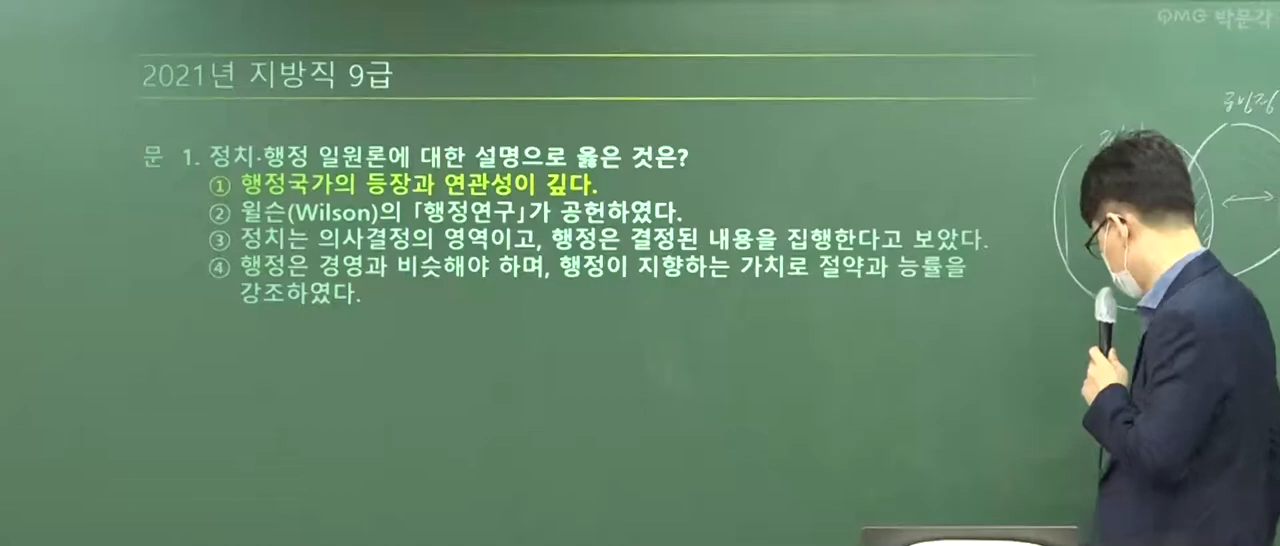 박문각
2021년 지방직 9급
문 1. 정치·행정 일원론에 대한 설명으로 옳은 것은?
① 행정국가의 등장과 연관성이 깊다.
② 윌슨(Wilson)의 「행정연구」가 공헌하였다.
③ 정치는 의사결정의 영역이고, 행정은 결정된 내용을 집행한다고 보았다.
④ 행정은 경영과 비슷해야 하며, 행정이 지향하는 가치로 절약과 능률을
강조하였다.